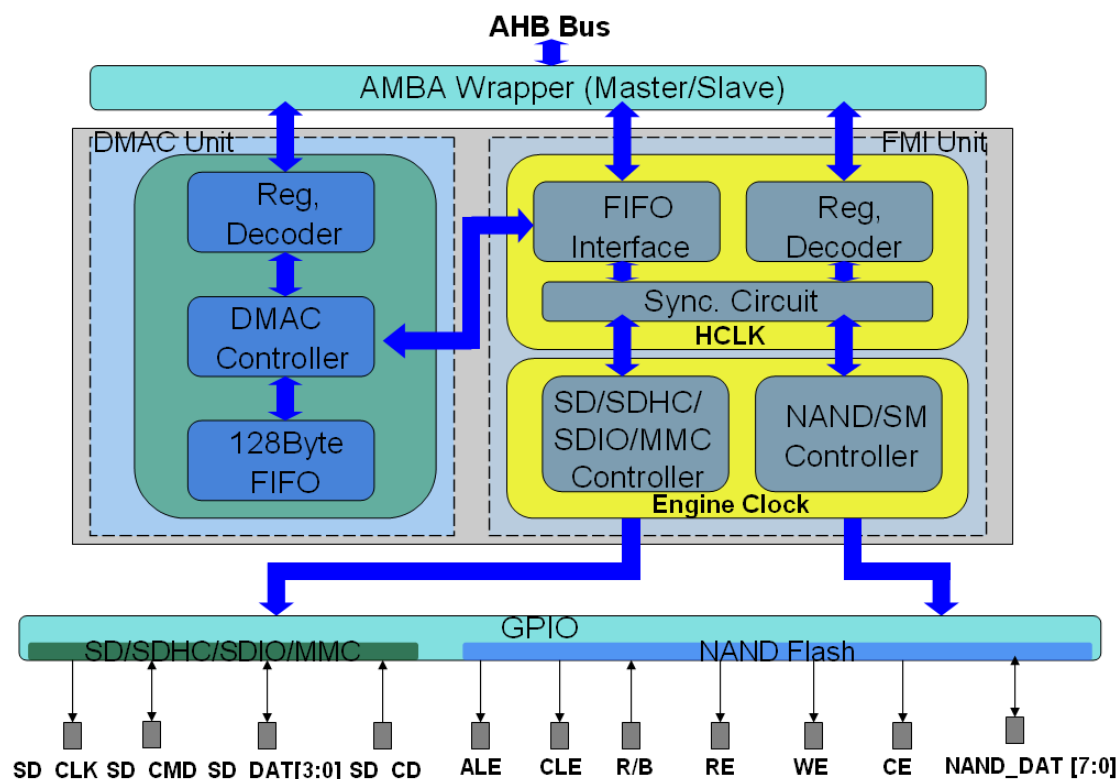 AHB Bus
AMBA Wrapper (Master/Slave)
DMAC Unit
FMI Unit
Reg,
Decoder
DMAC
Controller
128Byte
FIFO
FIFO
Interface
Reg,
Decoder
Sync. Circuit
HCLK
SD/SDHC/
SDIO/MMC
Controller
NAND/SM
Controller
Engine Clock
GPIO
SD/SDHC/SDIO/MMC
NAND Flash
SD_CLK SD_CMD SD_DAT[3:0] SD_CD ALE CLE R/B RE WE CE NAND_DAT [7:0]